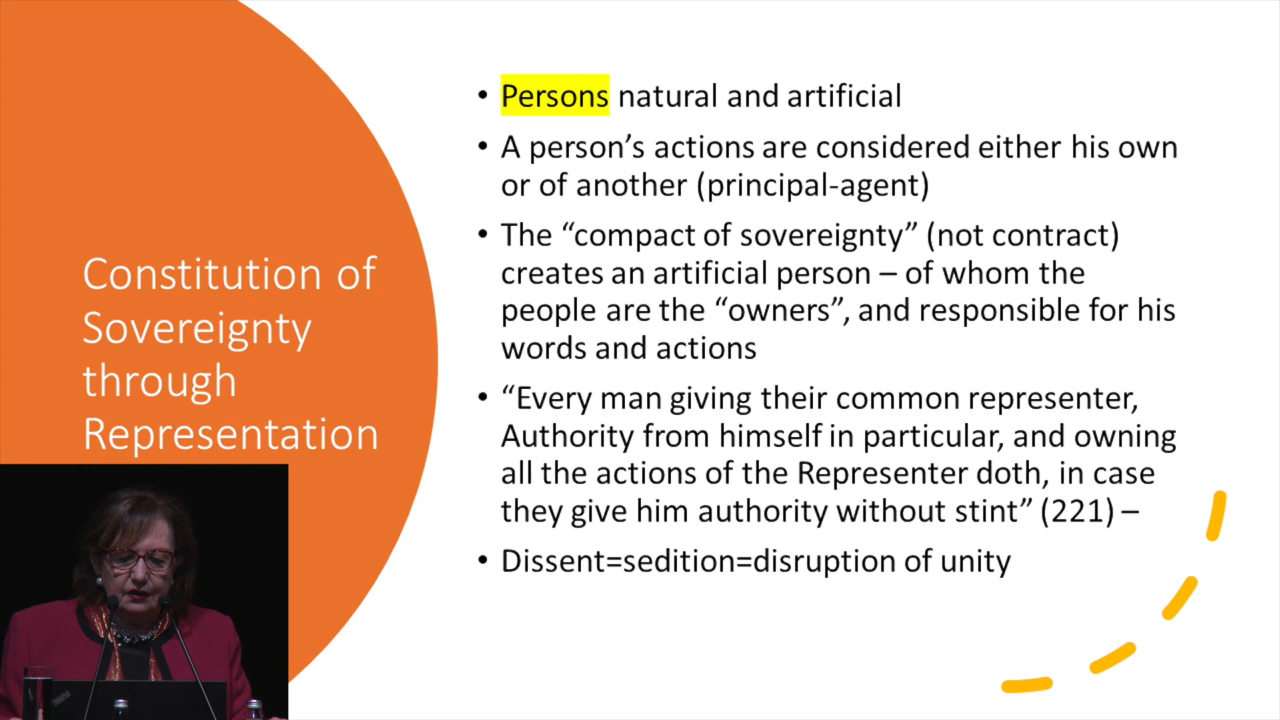 Constitution of
Sovereignty
through
Representation
• Persons natural and artificial
• A person’s actions are considered either his own
or of another (principal-agent)
• The “compact of sovereignty” (not contract)
creates an artificial person – of whom the
people are the “owners”, and responsible for his
words and actions
• “Every man giving their common representer,
Authority from himself in particular, and owning
all the actions of the Representer doth, in case
they give him authority without stint” (221) –
• Dissent=sedition=disruption of unity